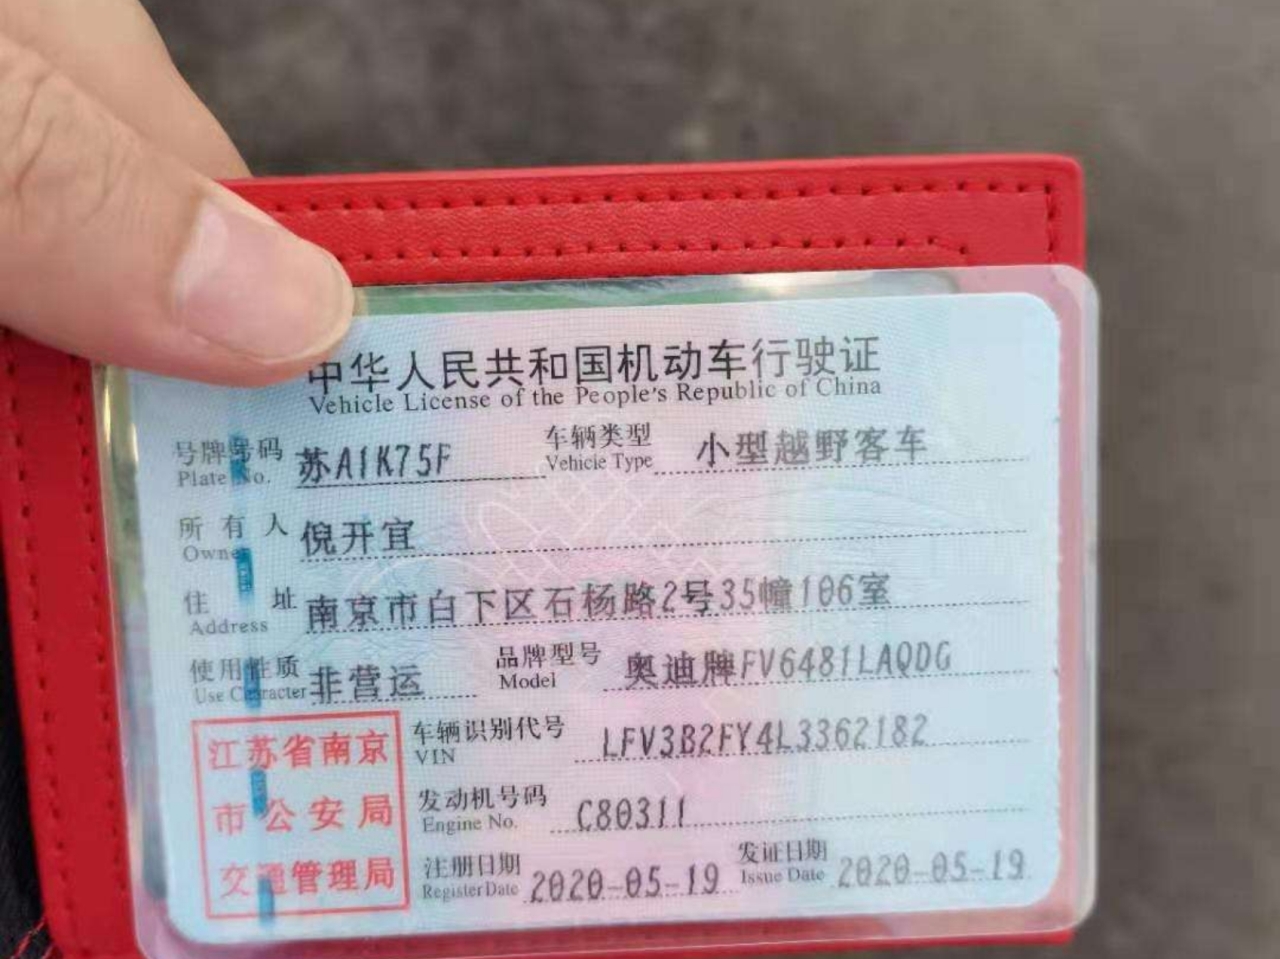 中华人民共和国机动车行驶证
Vehicle License of the People's Republic of China
号牌号码 苏A1K75F 车辆类型 小型越野客车
Plate No. Vehicle Type
所有人 倪开宜
Owner
住址 南京市白下区石杨路2号35幢106室
Address
使用性质 非营运 品牌型号 奥迪牌FV6481LAQDG
Use Character Model
江苏省南京
市公安局
交通管理局
车辆识别代号 LFV3B2FY4L3362182
VIN
发动机号码 C80311
Engine No.
注册日期 2020-05-19 发证日期 2020-05-19
Register Date Issue Date